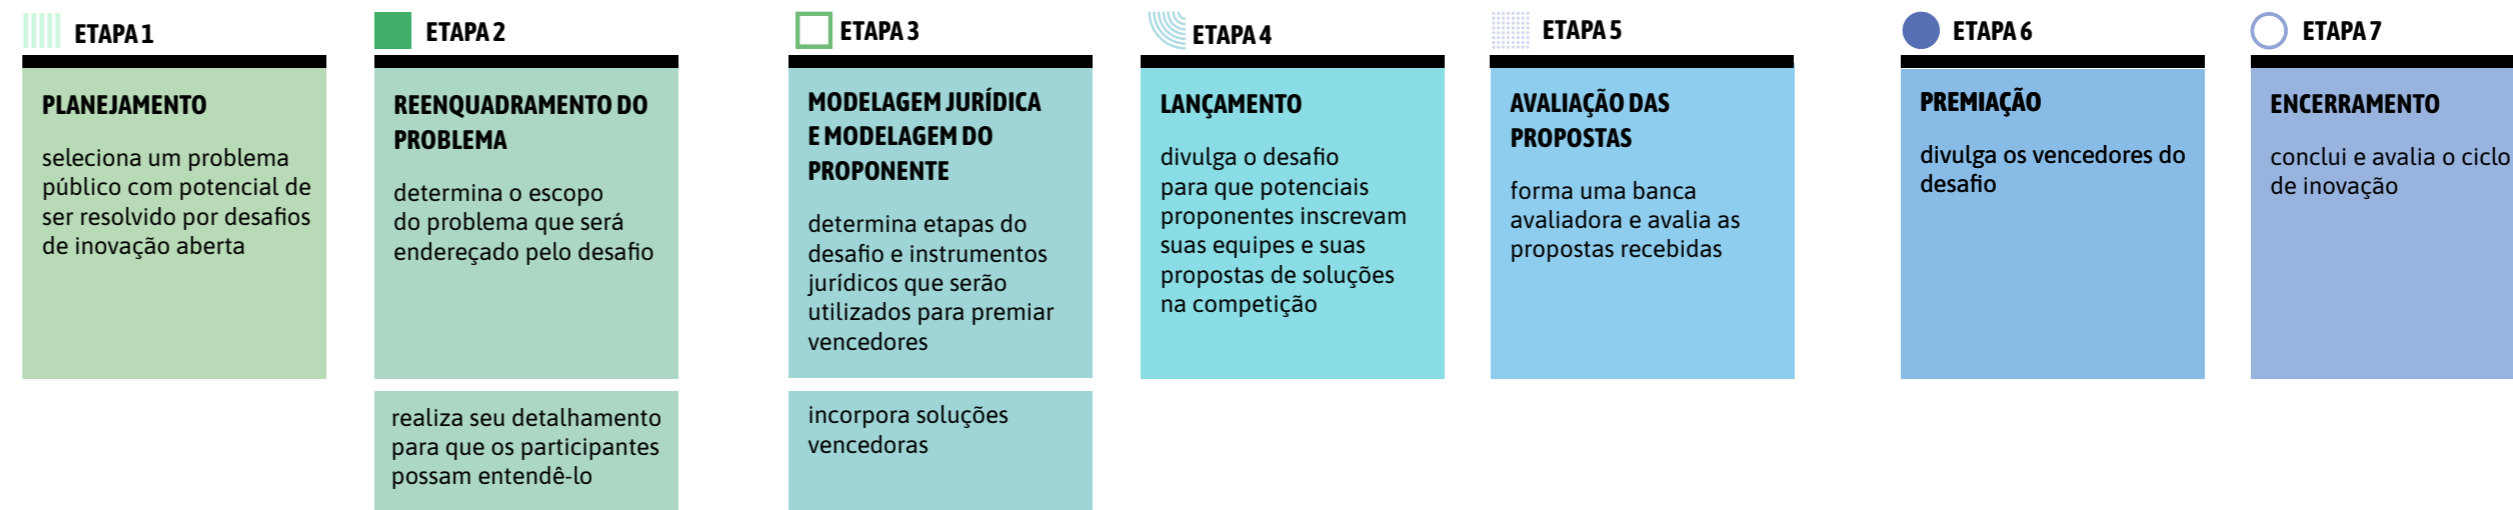 ETAPA 1
PLANEJAMENTO
seleciona um problema
público com potencial de
ser resolvido por desafios
de inovação aberta
ETAPA 2
REENQUADRAMENTO DO
PROBLEMA
determina o escopo
do problema que será
endereçado pelo desafio
realiza seu detalhamento
para que os participantes
possam entendê-lo
ETAPA 3
MODELAGEM JURÍDICA
E MODELAGEM DO
PROPONENTE
determina etapas do
desafio e instrumentos
jurídicos que serão
utilizados para premiar
vencedores
incorpora soluções
vencedoras
ETAPA 4
LANÇAMENTO
divulga o desafio
para que potenciais
proponentes inscrevam
suas equipes e suas
propostas de soluções
na competição
ETAPA 5
AVALIAÇÃO DAS
PROPOSTAS
forma uma banca
avaliadora e avalia as
propostas recebidas
ETAPA 6
PREMIAÇÃO
divulga os vencedores do
desafio
ETAPA 7
ENCERRAMENTO
conclui e avalia o ciclo
de inovação